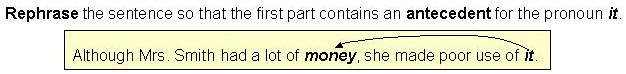 Rephrase the sentence so that the first part contains an antecedent for the pronoun it.
Although Mrs. Smith had a lot of money, she made poor use of it.